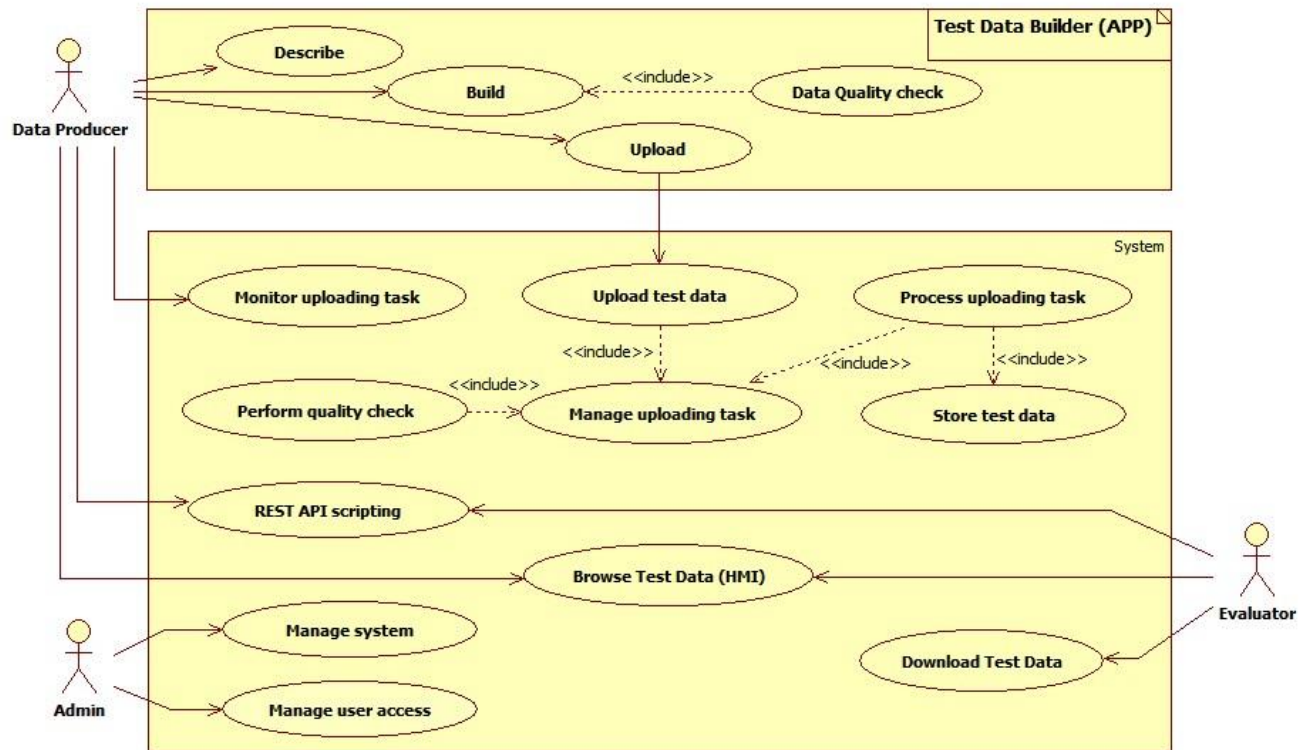 Test Data Builder (APP)
Describe
<<include>>
Build
Data Quality check
Data Producer
Upload
System
Monitor uploading task
Upload test data
Process uploading task
<<include>>
<<include>>
<<include>>
<<include>>
Perform quality check
Manage uploading task
Store test data
REST API scripting
Browse Test Data (HMI)
Evaluator
Manage system
Download Test Data
Admin
Manage user access